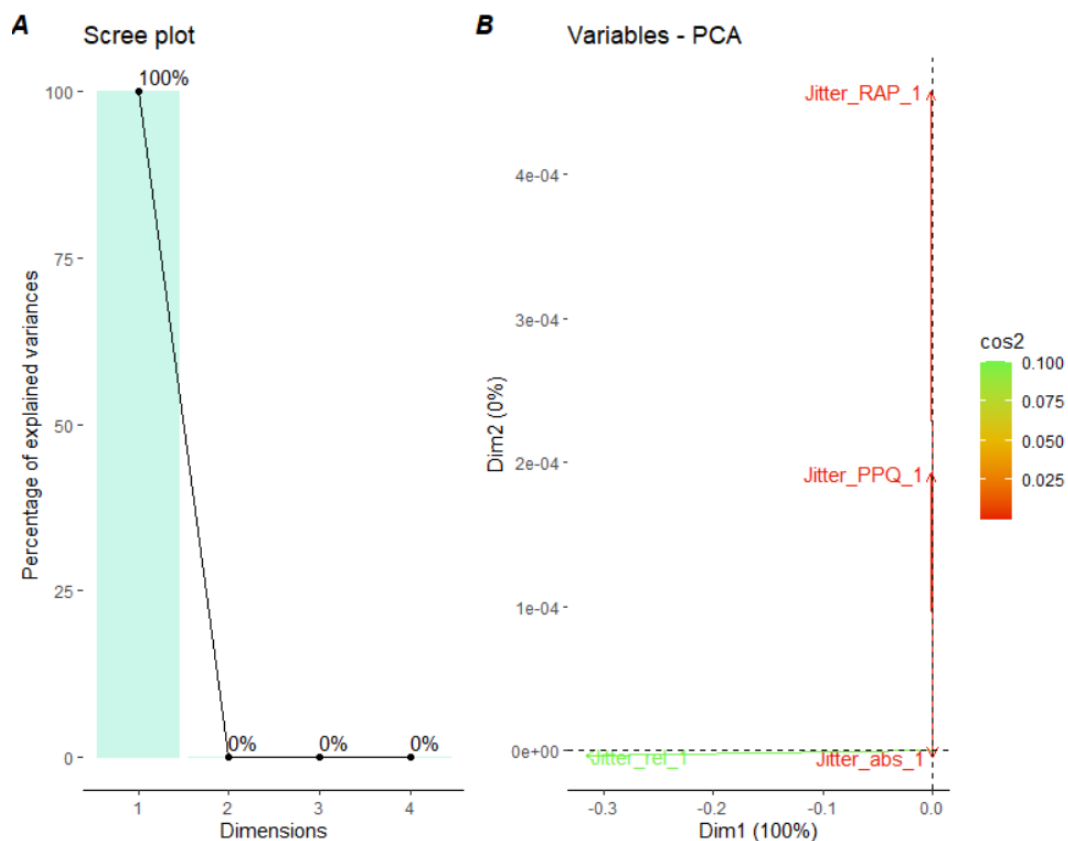 A
Scree plot
100%
100
75
50
25
0
0%
0%
0%
1
2
3
4
Percentage of explained variances
Dimensions
B
Variables - PCA
Jitter_RAP_1
4e-04
3e-04
Jitter_PPQ_1
2e-04
1e-04
0e+00
Jitter_rel_1
Jitter_abs_1
-0.3
-0.2
-0.1
0.0
Dim2 (0%)
Dim1 (100%)
cos2
0.100
0.075
0.050
0.025